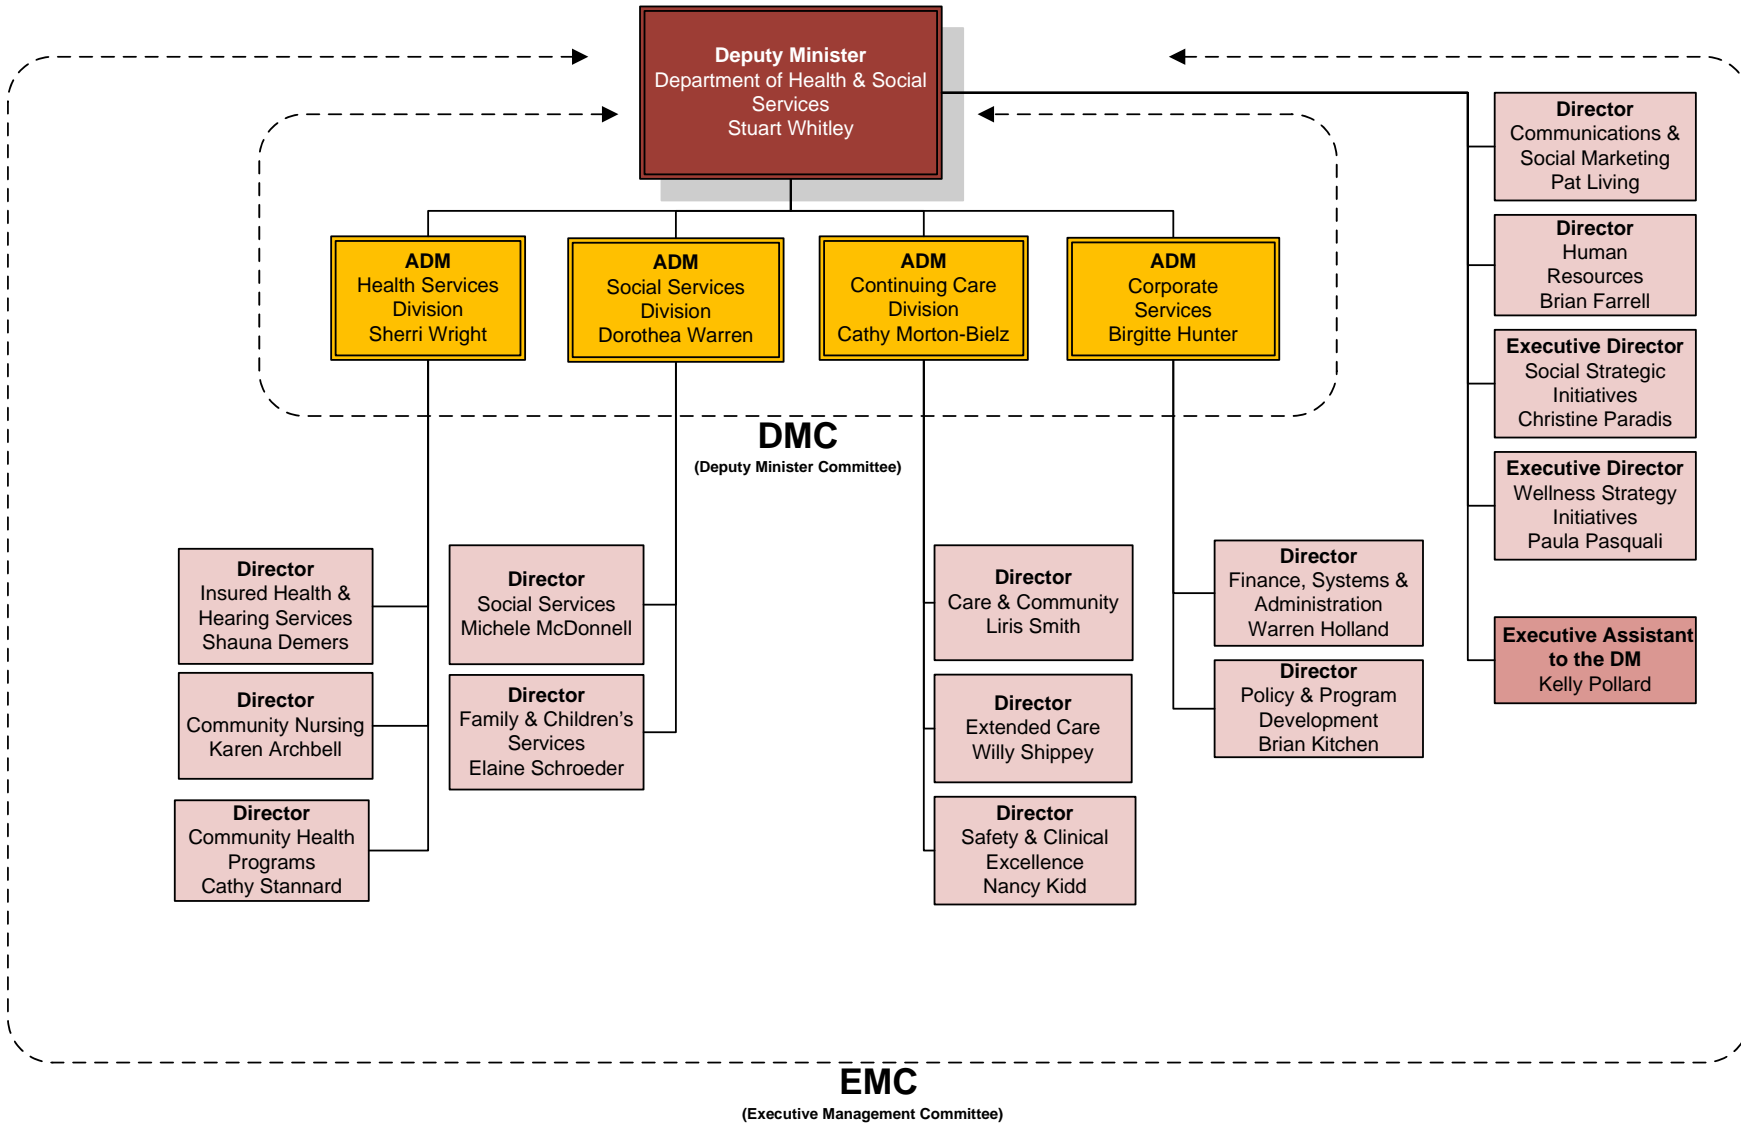 Deputy Minister
Department of Health & Social
Services
Stuart Whitley
ADM
Health Services
Division
Sherri Wright
ADM
Social Services
Division
Dorothea Warren
ADM
Continuing Care
Division
Cathy Morton-Bielz
ADM
Corporate
Services
Birgitte Hunter
Director
Communications &
Social Marketing
Pat Living
Director
Human
Resources
Brian Farrell
Executive Director
Social Strategic
Initiatives
Christine Paradis
Executive Director
Wellness Strategy
Initiatives
Paula Pasquali
Executive Assistant
to the DM
Kelly Pollard
DMC
(Deputy Minister Committee)
Director
Insured Health &
Hearing Services
Shauna Demers
Director
Community Nursing
Karen Archbell
Director
Community Health
Programs
Cathy Stannard
Director
Social Services
Michele McDonnell
Director
Family & Children’s
Services
Elaine Schroeder
Director
Care & Community
Liris Smith
Director
Extended Care
Willy Shippey
Director
Safety & Clinical
Excellence
Nancy Kidd
Director
Finance, Systems &
Administration
Warren Holland
Director
Policy & Program
Development
Brian Kitchen
EMC
(Executive Management Committee)